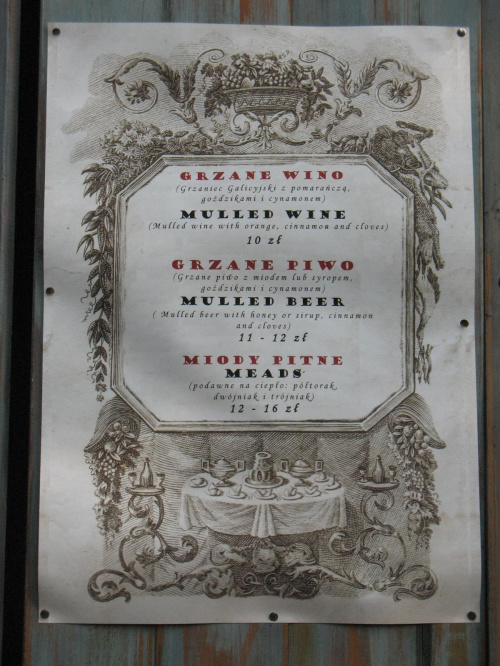 GRZANE WINO
(Grzaniec Galicyjski z pomarańczą,
goździkami i cynamonem)
MULLED WINE
(Mulled wine with orange, cinnamon and cloves)
10 zł
GRZANE PIWO
(Grzane piwo z miodem lub syropem,
goździkami i cynamonem)
MULLED BEER
( Mulled beer with honey or sirup, cinnamon
and cloves)
11 - 12 zł
MIODY PITNE
MEADS
(podawne na ciepło: półtorak,
dwójniak i trójniak)
12 - 16 zł